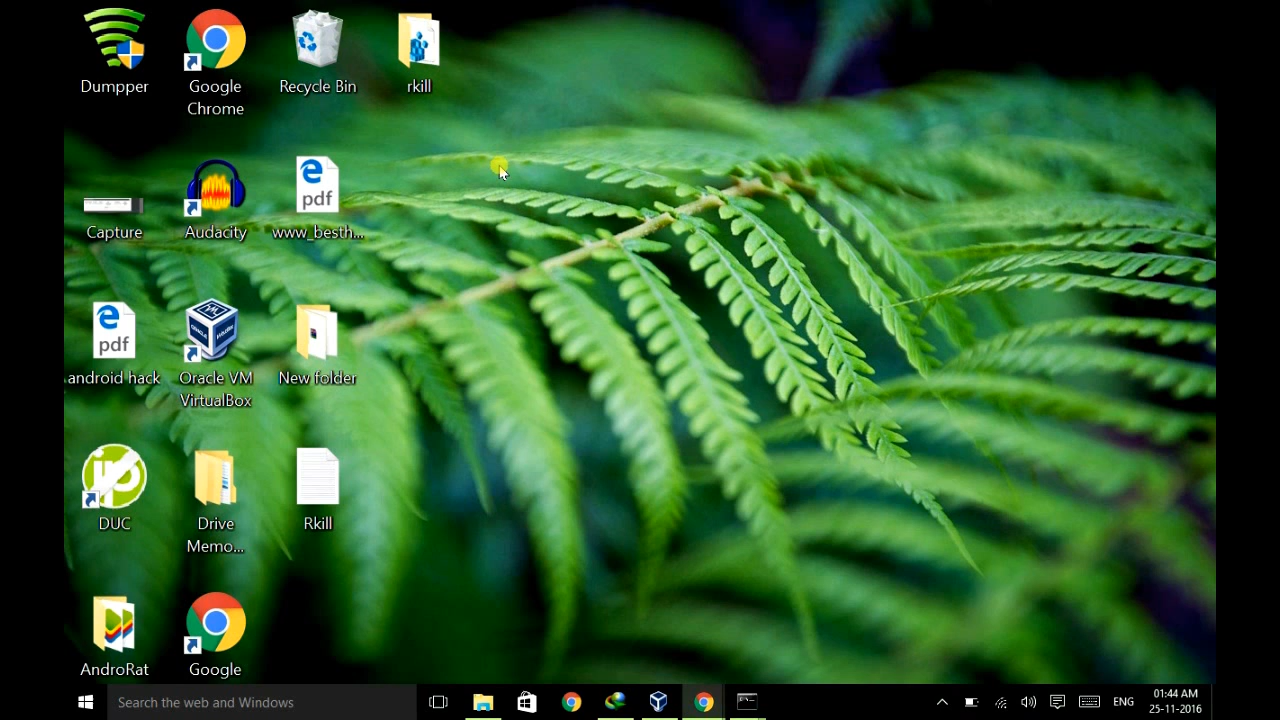 Dumpper
Google
Chrome
Recycle Bin
rkill
Capture
Audacity
pdf
www_besth...
pdf
android hack
Oracle VM
VirtualBox
New folder
DUC
Drive
Memo...
Rkill
AndroRat
Google
Search the web and Windows
ENG
01:44 AM
25-11-2016